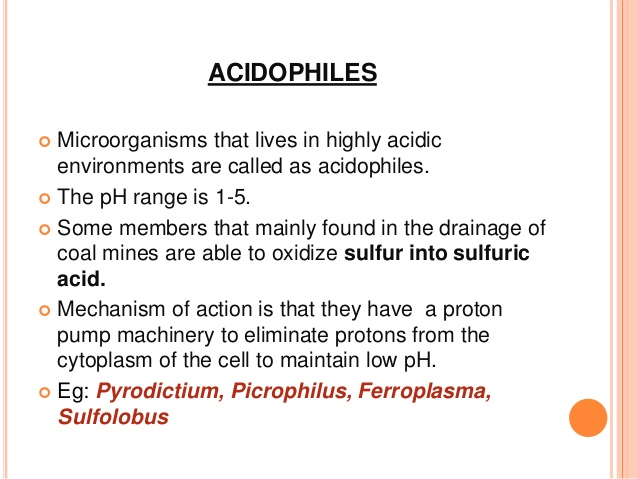 ACIDOPHILES
Microorganisms that lives in highly acidic
environments are called as acidophiles.
The pH range is 1-5.
Some members that mainly found in the drainage of
coal mines are able to oxidize sulfur into sulfuric
acid.
Mechanism of action is that they have a proton
pump machinery to eliminate protons from the
cytoplasm of the cell to maintain low pH.
Eg: Pyrodictium, Picrophilus, Ferroplasma,
Sulfolobus